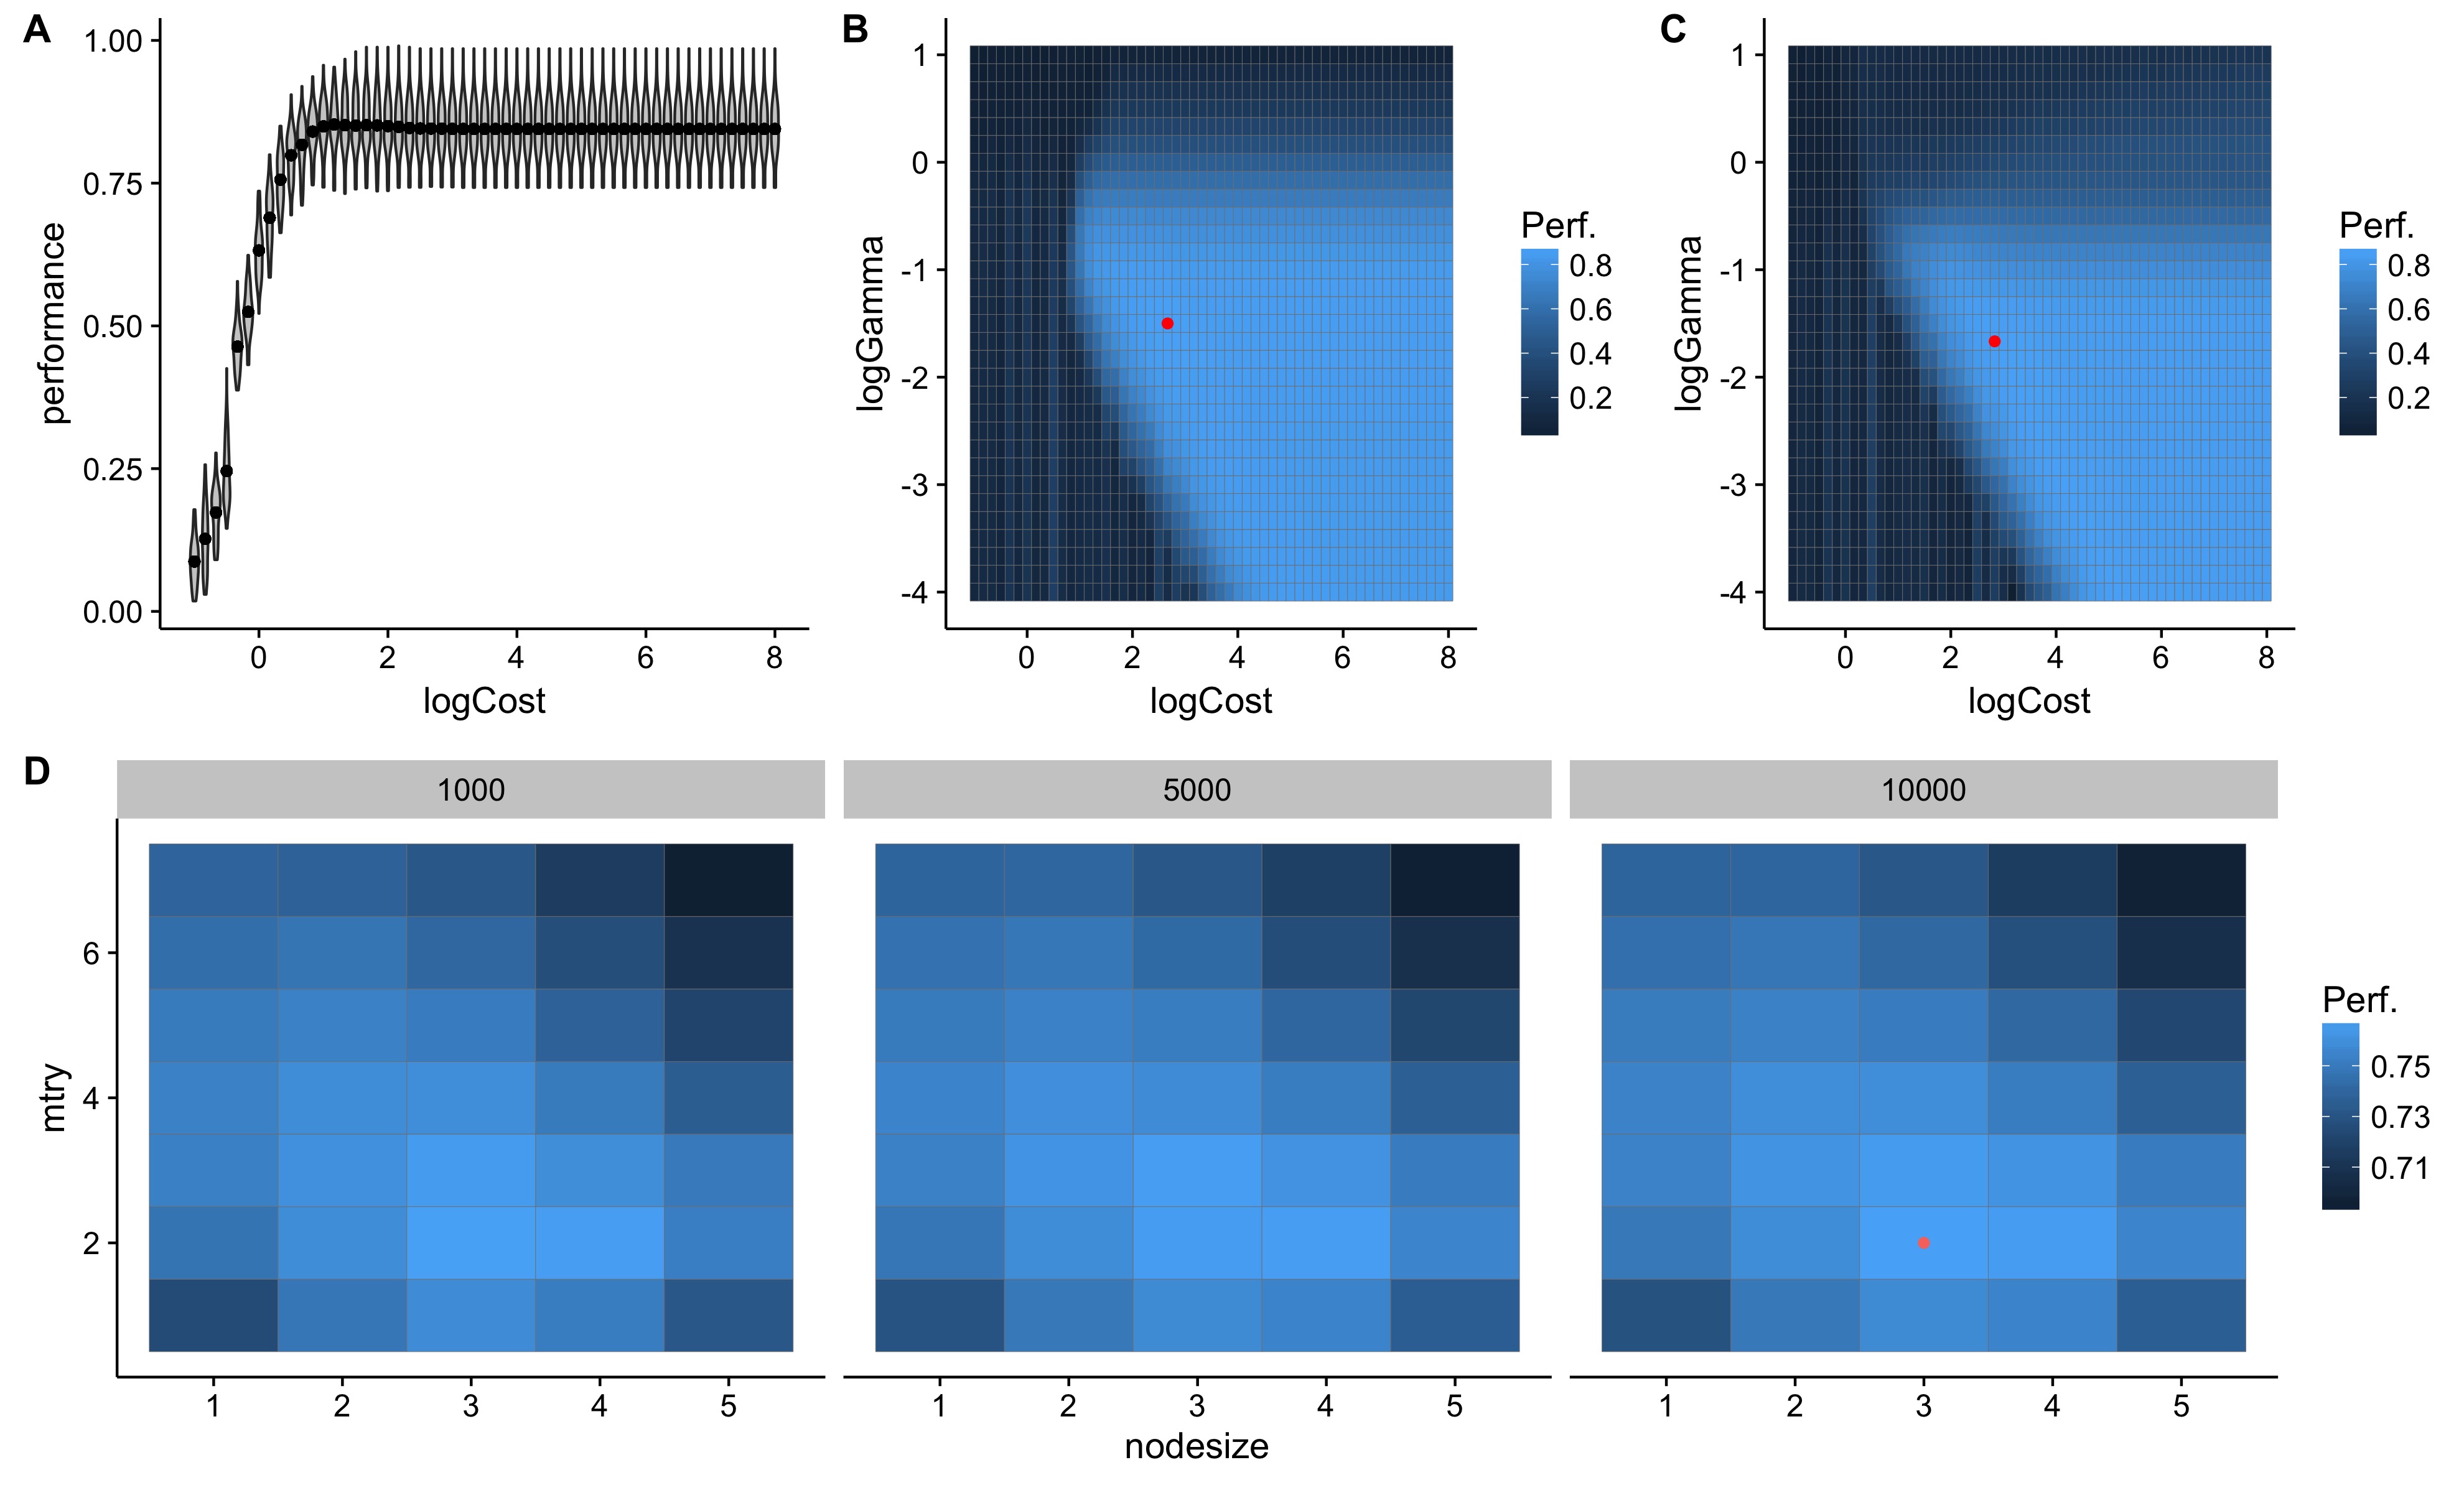 A
1.00
0.75
0.50
0.25
0.00
performance
0 2 4 6 8
logCost
B
1
0
-1
-2
-3
-4
logGamma
0 2 4 6 8
logCost
Perf.
0.8
0.6
0.4
0.2
C
1
0
-1
-2
-3
-4
logGamma
0 2 4 6 8
logCost
Perf.
0.8
0.6
0.4
0.2
D
1000 5000 10000
6
4
2
mtry
1 2 3 4 5 1 2 3 4 5 1 2 3 4 5
nodesize
Perf.
0.75
0.73
0.71